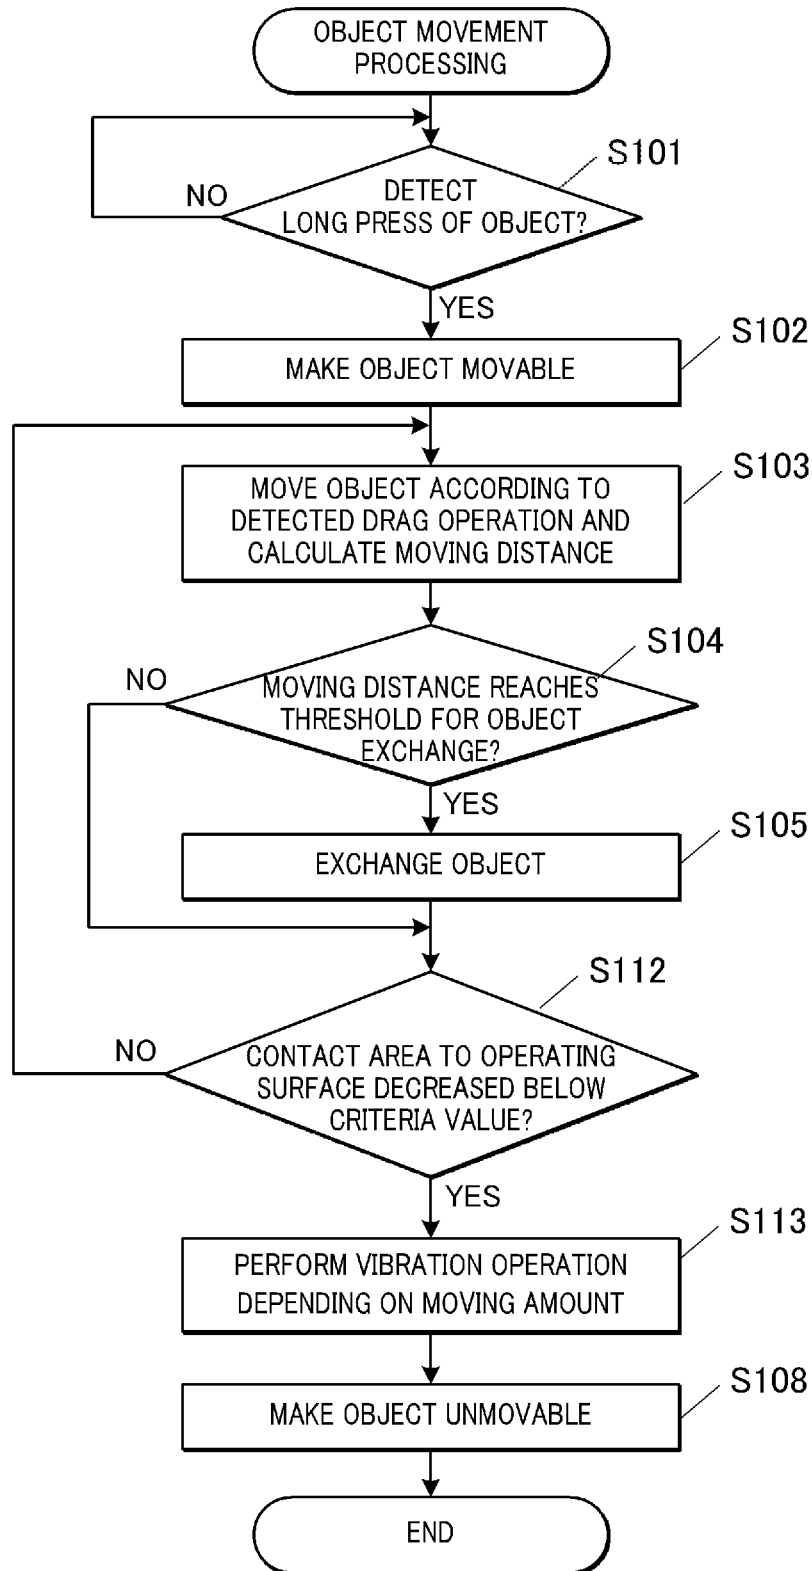 OBJECT MOVEMENT
PROCESSING
S101
NO
DETECT
LONG PRESS OF OBJECT?
YES
S102
MAKE OBJECT MOVABLE
S103
MOVE OBJECT ACCORDING TO
DETECTED DRAG OPERATION AND
CALCULATE MOVING DISTANCE
S104
NO
MOVING DISTANCE REACHES
THRESHOLD FOR OBJECT
EXCHANGE?
YES
S105
EXCHANGE OBJECT
S112
NO
CONTACT AREA TO OPERATING
SURFACE DECREASED BELOW
CRITERIA VALUE?
YES
S113
PERFORM VIBRATION OPERATION
DEPENDING ON MOVING AMOUNT
S108
MAKE OBJECT UNMOVABLE
END